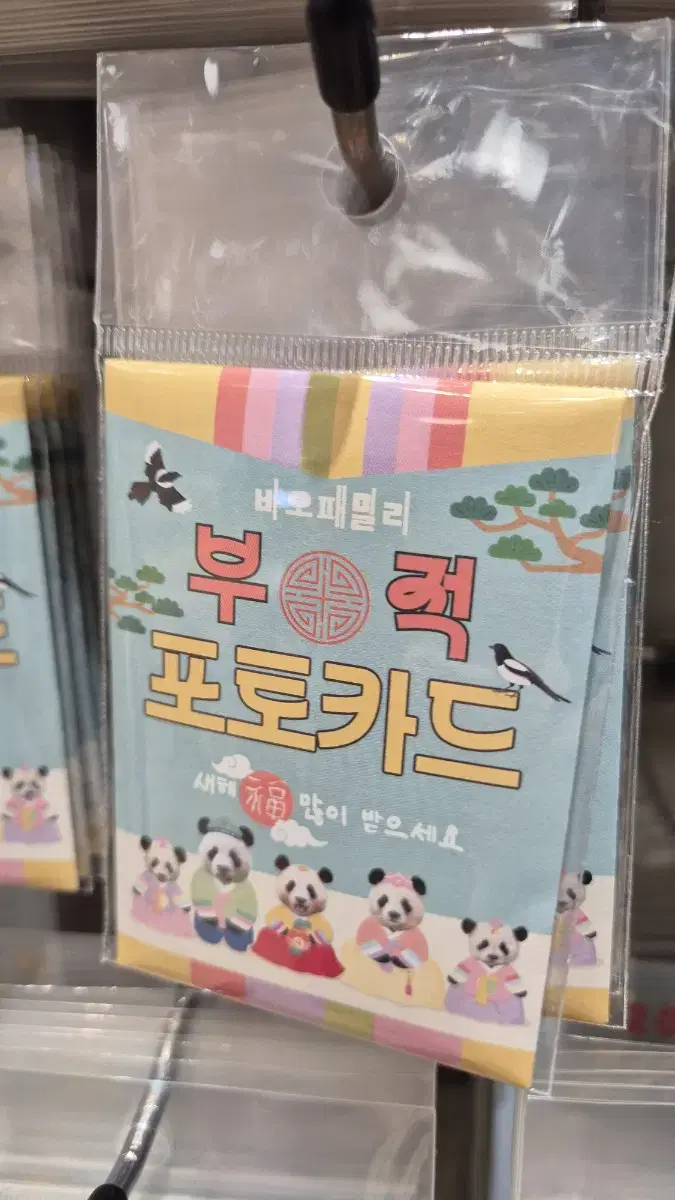 바오패밀리
부적
포토카드
새해 福 많이 받으세요